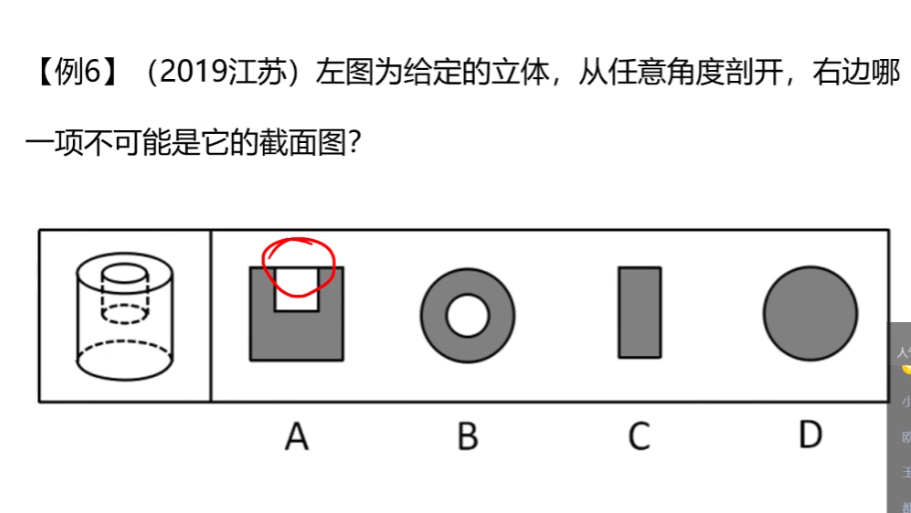 【例6】（2019江苏）左图为给定的立体，从任意角度剖开，右边哪
一项不可能是它的截面图？
A B C D
人
小
欧
王
都